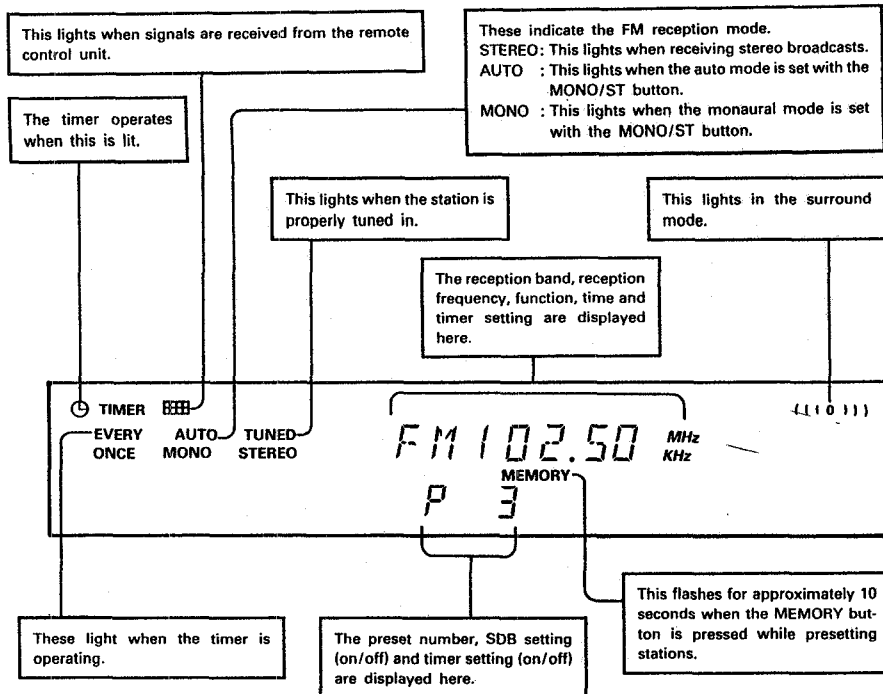 This lights when signals are received from the remote
control unit.
These indicate the FM reception mode.
STEREO: This lights when receiving stereo broadcasts.
AUTO : This lights when the auto mode is set with the
MONO/ST button.
MONO : This lights when the monaural mode is set
with the MONO/ST button.
The timer operates
when this is lit.
This lights when the station is
properly tuned in.
This lights in the surround
mode.
The reception band, reception
frequency, function, time and
timer setting are displayed
here.
TIMER
EVERY AUTO TUNED
ONCE MONO STEREO
FM 102.50 MHz
KHz
MEMORY
P 3
These light when the timer is
operating.
The preset number, SDB setting
(on/off) and timer setting (on/off)
are displayed here.
This flashes for approximately 10
seconds when the MEMORY but-
ton is pressed while presetting
stations.